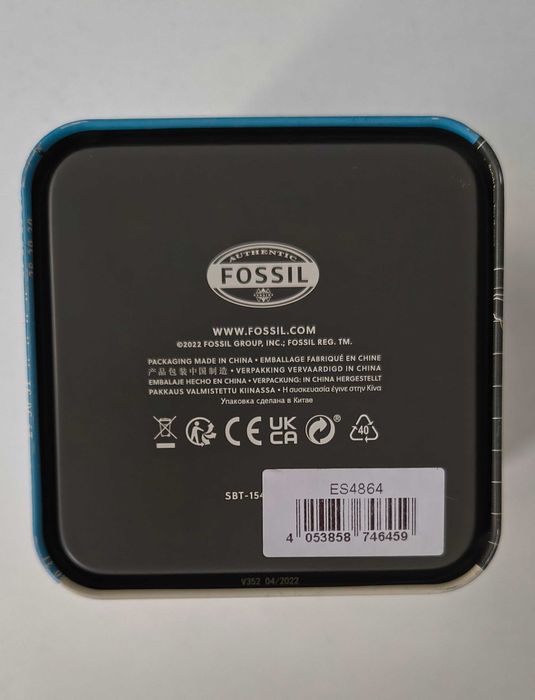 AUTHENTIC
FOSSIL
WWW.FOSSIL.COM
©2022 FOSSIL GROUP, INC.; FOSSIL REG. TM.
PACKAGING MADE IN CHINA • EMBALLAGE FABRIQUÉ EN CHINE
产品包装中国制造 • VERPAKKING VERVAARDIGD IN CHINA
EMBALAJE HECHO EN CHINA • VERPACKUNG: IN CHINA HERGESTELLT
PAKKAUS VALMISTETTU KIINASSA • Η συσκευασία έγινε στην Κίνα
Упаковка сделана в Китае
CE UK CA ® 40
SBT-154
ES4864
4 053858 746459
V352 04/2022